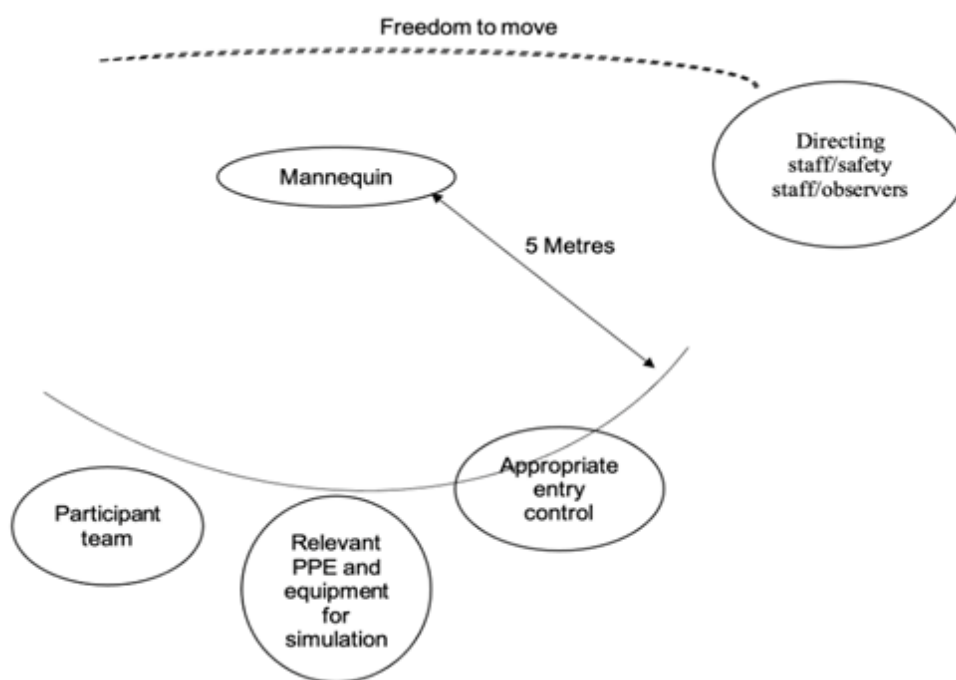 Freedom to move
Directing
staff/safety
staff/observers
Mannequin
5 Metres
Appropriate
entry
control
Participant
team
Relevant
PPE and
equipment
for
simulation